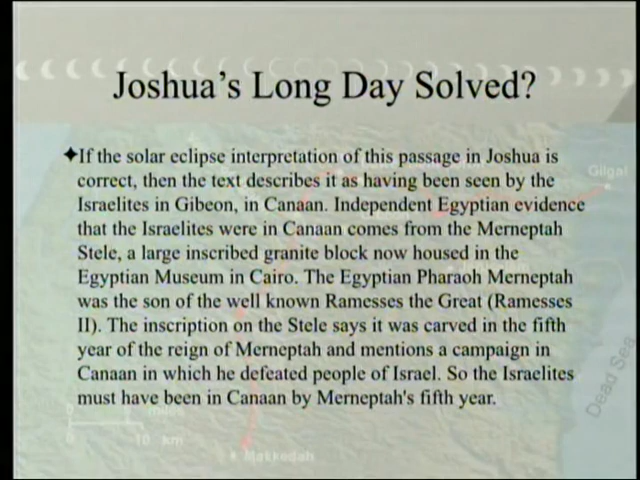 Joshua's Long Day Solved?
✦If the solar eclipse interpretation of this passage in Joshua is
correct, then the text describes it as having been seen by the
Israelites in Gibeon, in Canaan. Independent Egyptian evidence
that the Israelites were in Canaan comes from the Merneptah
Stele, a large inscribed granite block now housed in the
Egyptian Museum in Cairo. The Egyptian Pharaoh Merneptah
was the son of the well known Ramesses the Great (Ramesses
II). The inscription on the Stele says it was carved in the fifth
year of the reign of Merneptah and mentions a campaign in
Canaan in which he defeated people of Israel. So the Israelites
must have been in Canaan by Merneptah's fifth year.
Gilgal
Dead Sea
0 miles
0 10 km
Makkedah